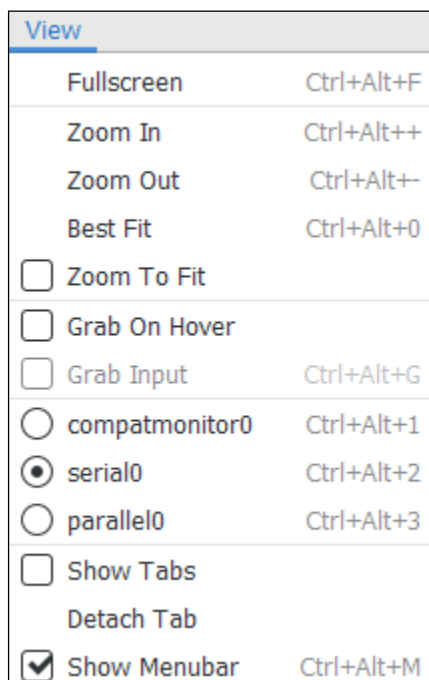 View
Fullscreen Ctrl+Alt+F
Zoom In Ctrl+Alt++
Zoom Out Ctrl+Alt+-
Best Fit Ctrl+Alt+0
Zoom To Fit
Grab On Hover
Grab Input Ctrl+Alt+G
compatmonitor0 Ctrl+Alt+1
serial0 Ctrl+Alt+2
parallel0 Ctrl+Alt+3
Show Tabs
Detach Tab
Show Menubar Ctrl+Alt+M